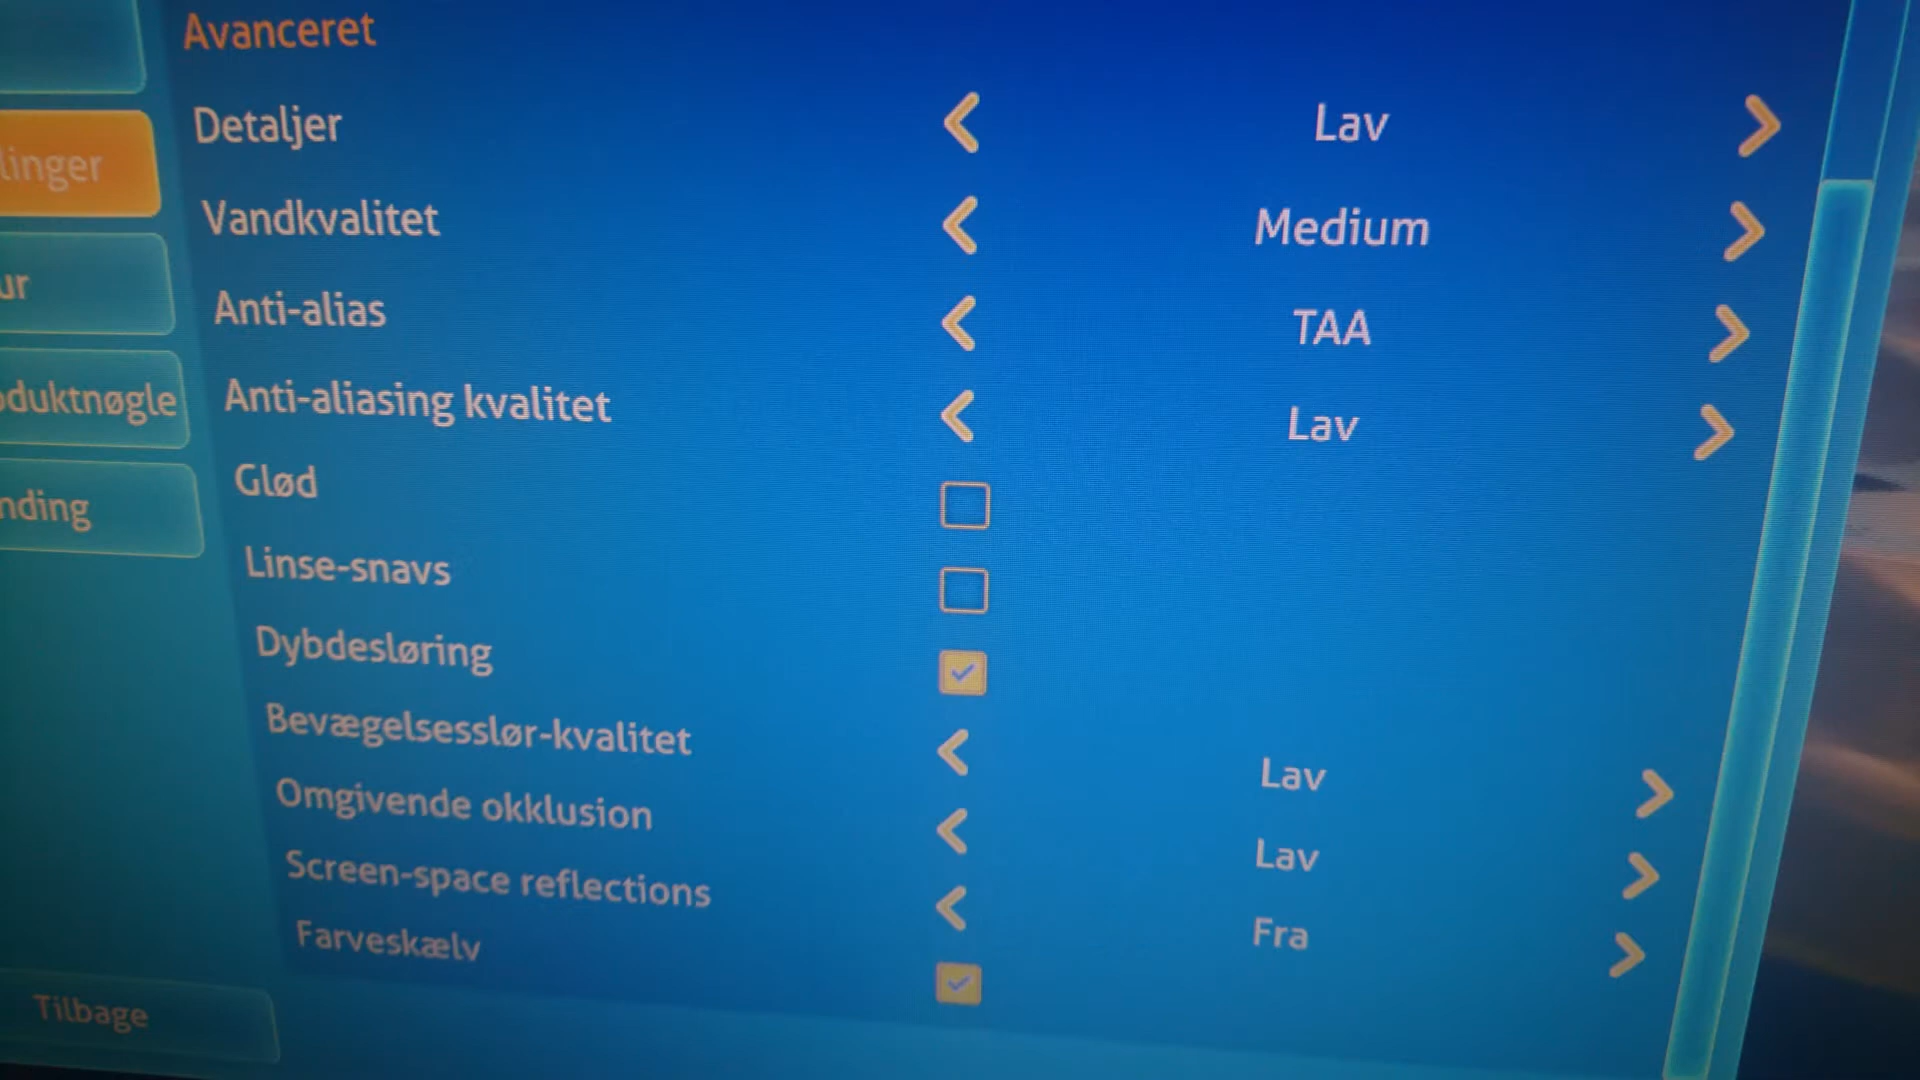 Avanceret
Detaljer Lav
linger
Vandkvalitet Medium
ur
Anti-alias TAA
oduktnøgle
Anti-aliasing kvalitet Lav
Glød
nding
Linse-snavs
Dybdesløring
Bevægelsesslør-kvalitet Lav
Omgivende okklusion Lav
Screen-space reflections Fra
Farveskælv
Tilbage